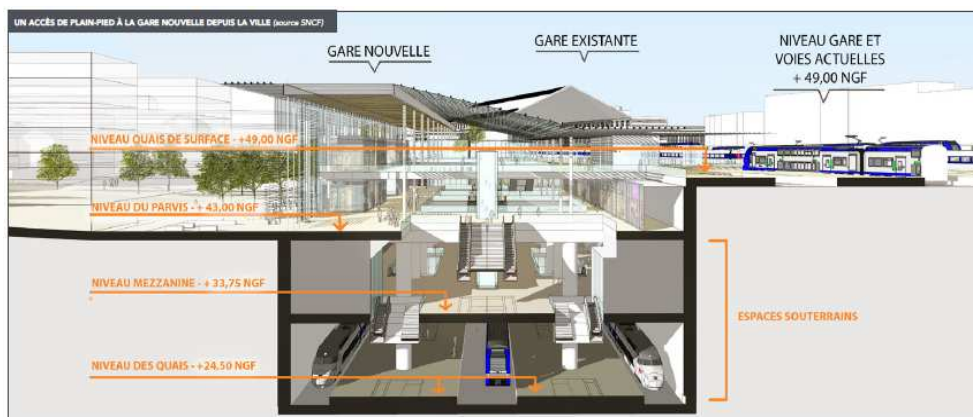 UN ACCÈS DE PLAIN-PIED À LA GARE NOUVELLE DEPUIS LA VILLE (source SNCF)
GARE NOUVELLE
GARE EXISTANTE
NIVEAU GARE ET
VOIES ACTUELLES
+ 49,00 NGF
NIVEAU QUAIS DE SURFACE - +49,00 NGF
NIVEAU DU PARVIS - + 43,00 NGF
NIVEAU MEZZANINE - + 33,75 NGF
ESPACES SOUTERRAINS
NIVEAU DES QUAIS - +24.50 NGF